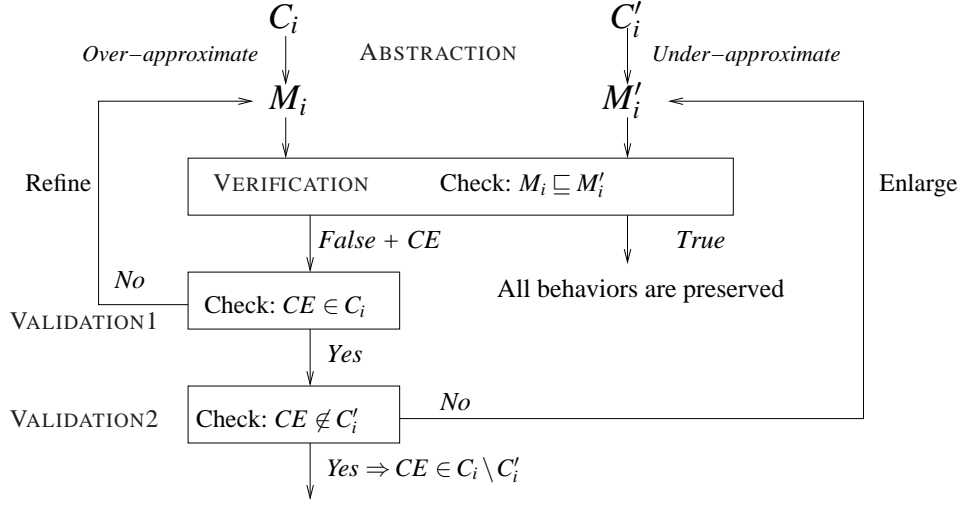 C_i C'_i
Over−approximate ABSTRACTION Under−approximate
M_i M'_i
Refine VERIFICATION Check: M_i ⊑ M'_i Enlarge
False + CE True
No
Check: CE ∈ C_i All behaviors are preserved
VALIDATION1
Yes
No
VALIDATION2 Check: CE ∉ C'_i
Yes ⇒ CE ∈ C_i \ C'_i